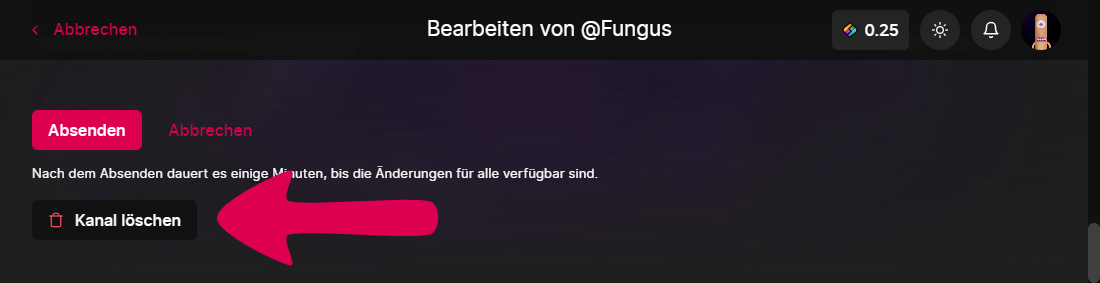 Abbrechen
Bearbeiten von @Fungus
0.25
Absenden
Abbrechen
Nach dem Absenden dauert es einige Minuten, bis die Änderungen für alle verfügbar sind.
Kanal löschen